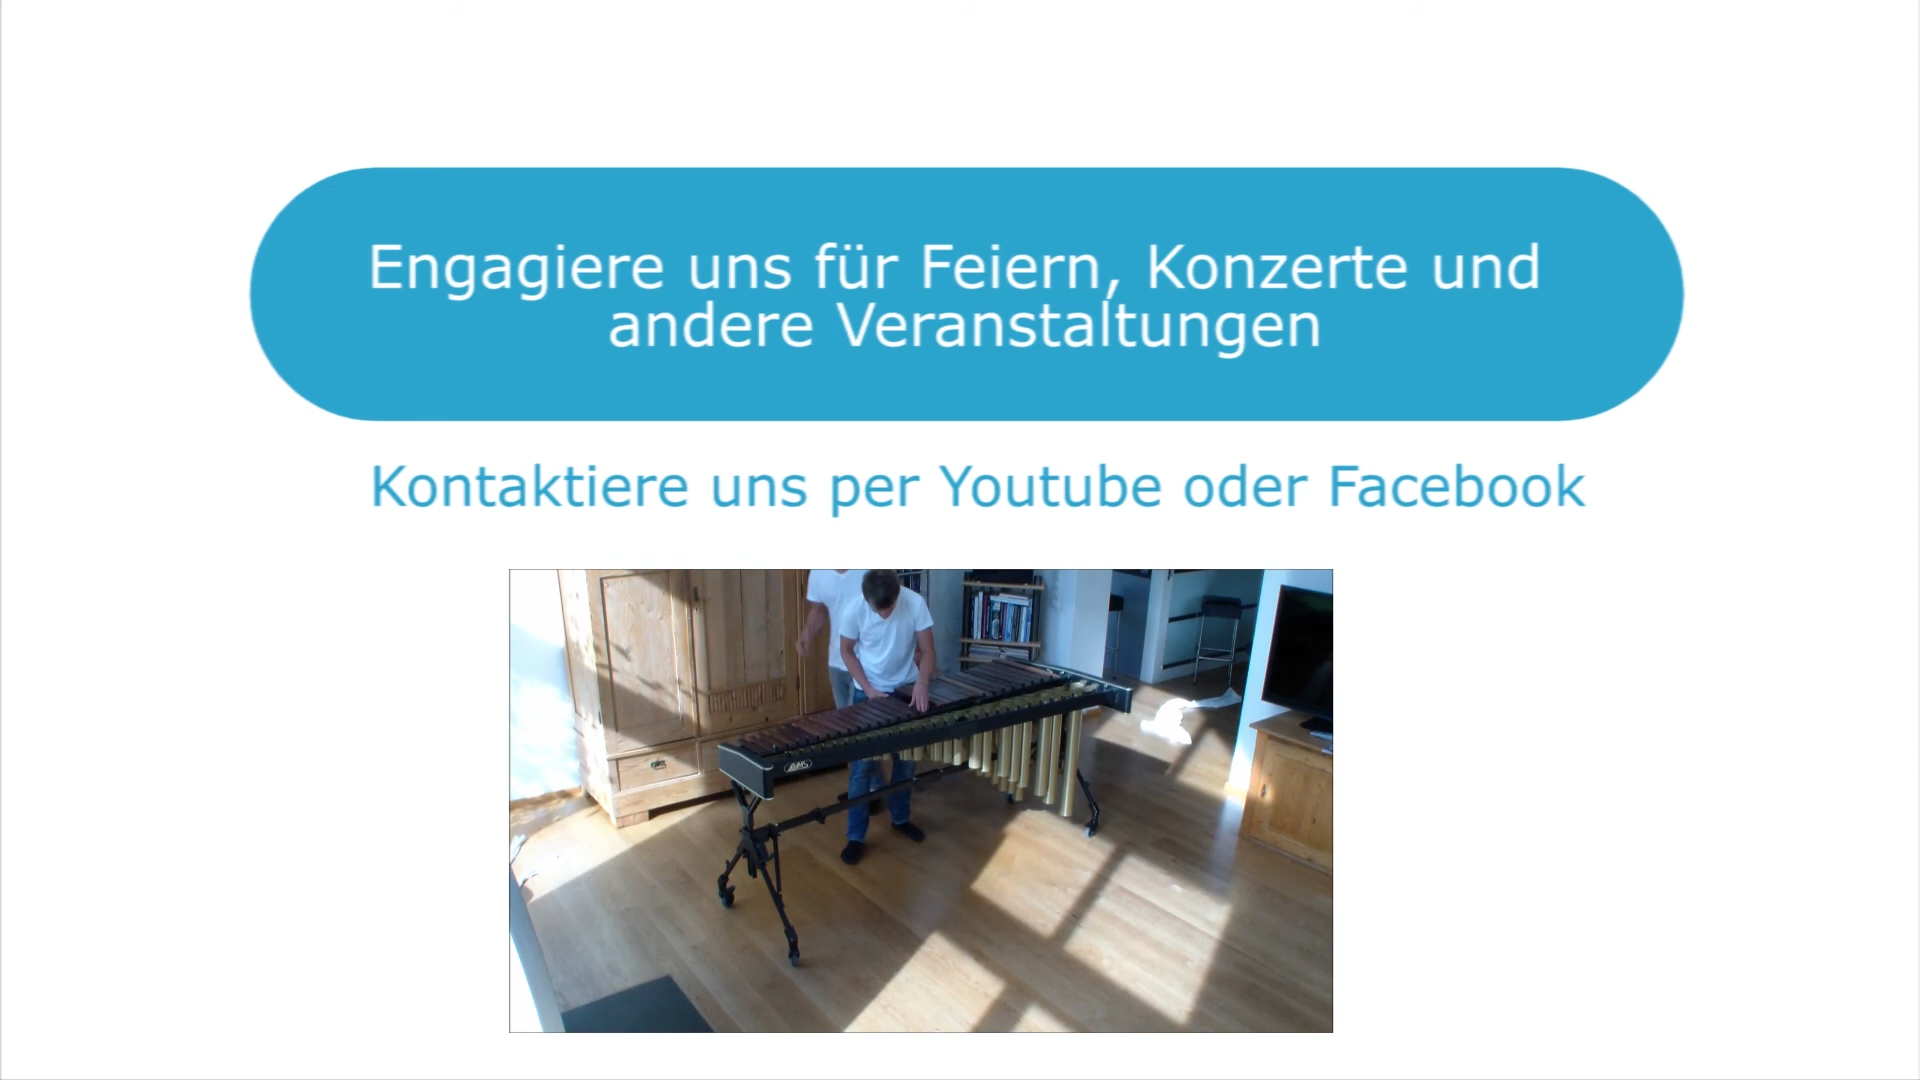 Engagiere uns für Feiern, Konzerte und
andere Veranstaltungen
Kontaktiere uns per Youtube oder Facebook